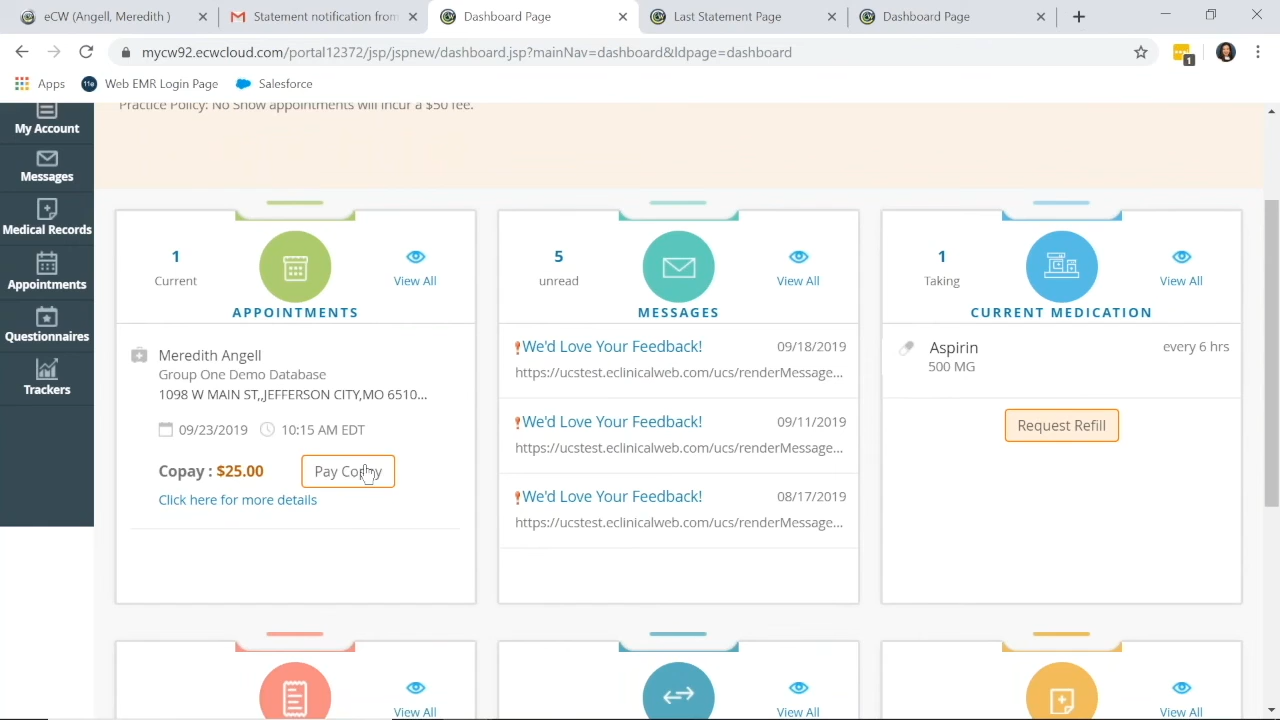 eCW (Angell, Meredith)
Statement notification from
Dashboard Page
Last Statement Page
Dashboard Page
mycw92.ecwcloud.com/portal12372/jsp/jspnew/dashboard.jsp?mainNav=dashboard&ldpage=dashboard
1
Apps
11e
Web EMR Login Page
Salesforce
Practice Policy: No Show appointments will incur a $50 fee.
My Account
Messages
Medical Records
Appointments
Questionnaires
Trackers
1
Current
View All
APPOINTMENTS
Meredith Angell
Group One Demo Database
1098 W MAIN ST,,JEFFERSON CITY,MO 6510...
09/23/2019 10:15 AM EDT
Copay : $25.00
Pay Copay
Click here for more details
5
unread
View All
MESSAGES
We'd Love Your Feedback! 09/18/2019
https://ucstest.eclinicalweb.com/ucs/renderMessage...
We'd Love Your Feedback! 09/11/2019
https://ucstest.eclinicalweb.com/ucs/renderMessage...
We'd Love Your Feedback! 08/17/2019
https://ucstest.eclinicalweb.com/ucs/renderMessage...
1
Taking
View All
CURRENT MEDICATION
Aspirin every 6 hrs
500 MG
Request Refill
View All
View All
View All